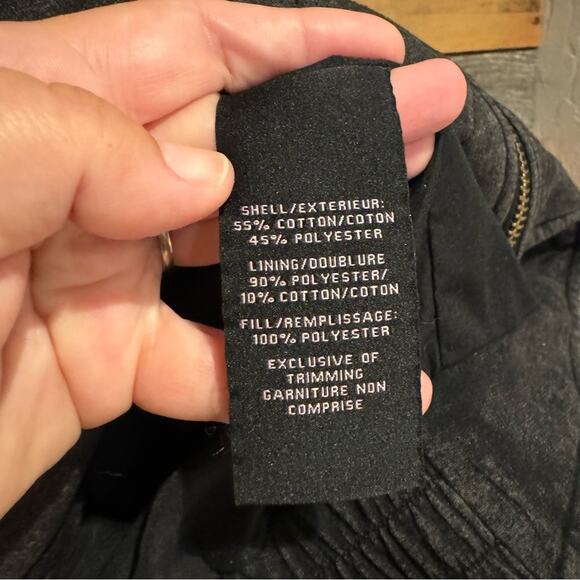 SHELL/EXTERIEUR:
55% COTTON/COTON
45% POLYESTER
LINING/DOUBLURE
90% POLYESTER/
10% COTTON/COTON
FILL/REMPLISSAGE:
100% POLYESTER
EXCLUSIVE OF
TRIMMING
GARNITURE NON
COMPRISE